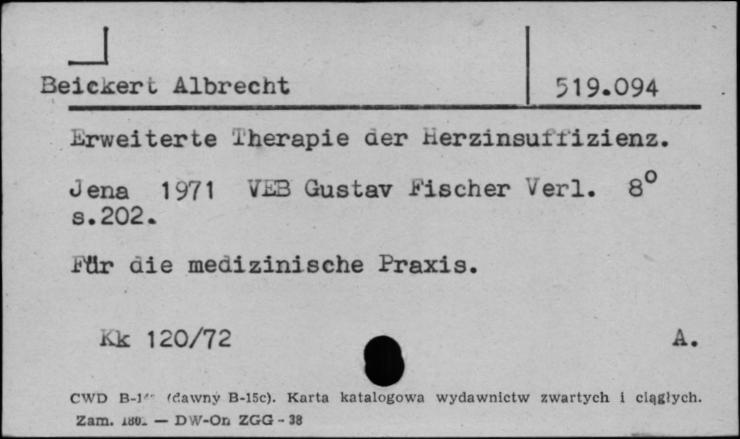 Beickert Albrecht 519.094
Erweiterte Therapie der Herzinsuffizienz.
Jena 1971 VEB Gustav Fischer Verl. 8°
s.202.
Für die medizinische Praxis.
Kk 120/72 A.
CWD (dawny B-15c). Karta katalogowa wydawnictw zwartych i ciągłych.
Zam. — DW-On ZGG - 38